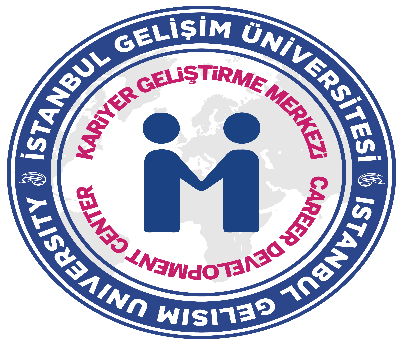 İSTANBUL GELİŞİM ÜNİVERSİTESİ
ISTANBUL GELISIM UNIVERSITY
KARİYER GELİŞTİRME MERKEZİ
CAREER DEVELOPMENT CENTER